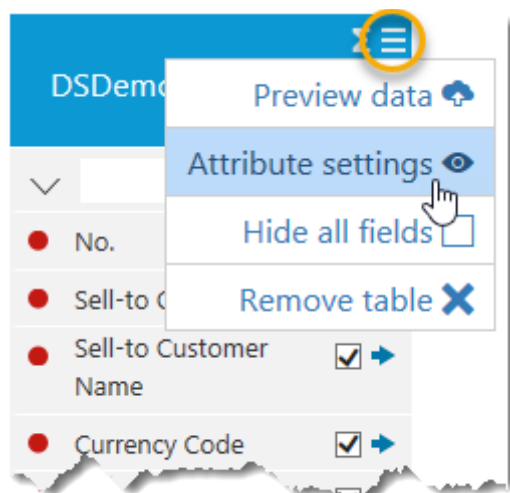 DSDemo
Preview data
Attribute settings
Hide all fields
Remove table
No.
Sell-to
Sell-to Customer
Name
Currency Code